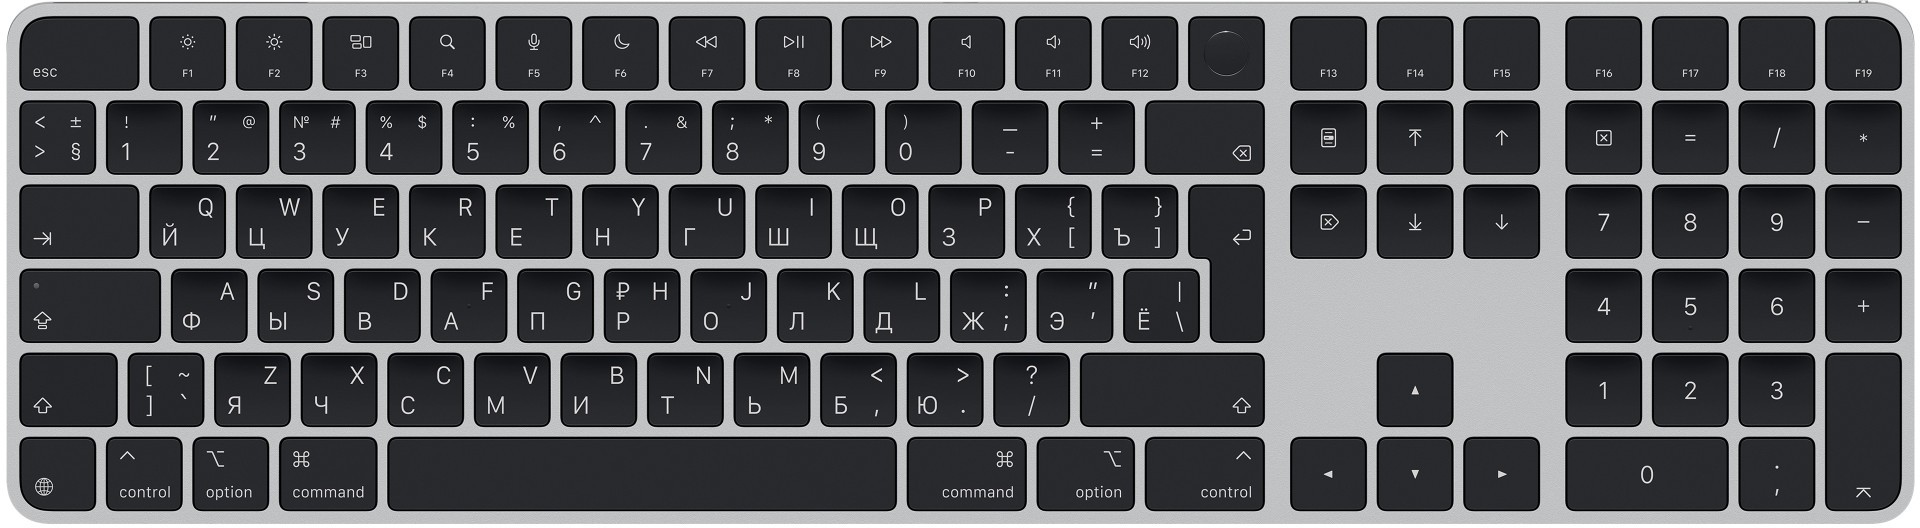 esc F1 F2 F3 F4 F5 F6 F7 F8 F9 F10 F11 F12 F13 F14 F15 F16 F17 F18 F19
< ± ! " @ № # % $ : % , ^ . & ; * ( ) — +
> § 1 2 3 4 5 6 7 8 9 0 - = = / *
Q W E R T Y U I O P { }
Й Ц У К Е Н Г Ш Щ З Х [ Ъ ] 7 8 9 −
A S D F G ₽ H J K L : " |
Ф Ы В А П Р О Л Д Ж ; Э ' Ё \ 4 5 6 +
[ ~ Z X C V B N M < > ?
] ` Я Ч С М И Т Ь Б , Ю . / 1 2 3
^ ⌥ ⌘ ⌘ ⌥ ^
control option command command option control 0 . ,